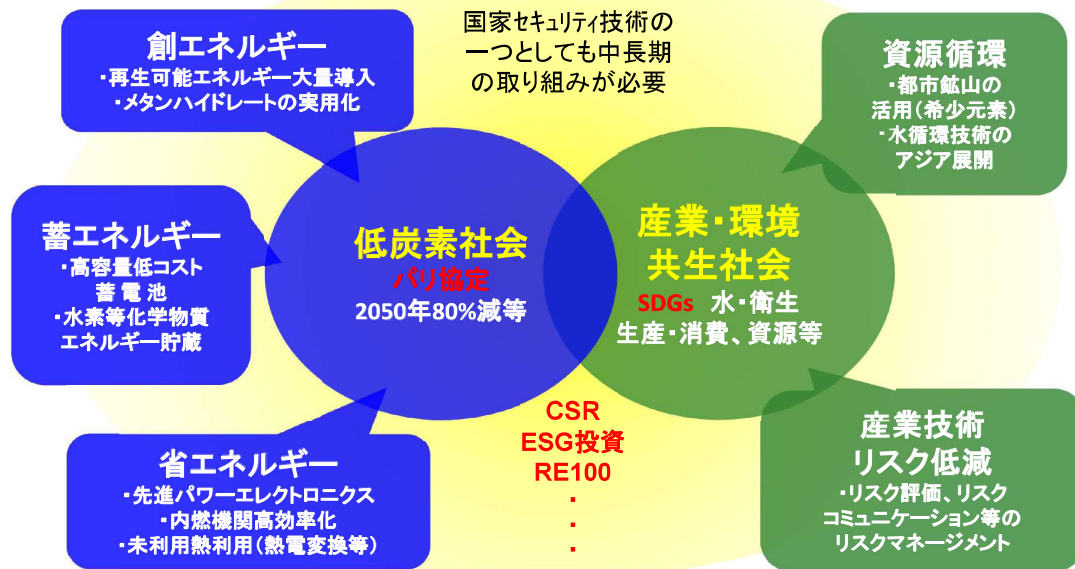 国家セキュリティ技術の
一つとしても中長期
の取り組みが必要
創エネルギー
・再生可能エネルギー大量導入
・メタンハイドレートの実用化
蓄エネルギー
・高容量低コスト
蓄電池
・水素等化学物質
エネルギー貯蔵
省エネルギー
・先進パワーエレクトロニクス
・内燃機関高効率化
・未利用熱利用(熱電変換等)
低炭素社会
パリ協定
2050年80%減等
産業・環境
共生社会
SDGs 水・衛生
生産・消費、資源等
CSR
ESG投資
RE100
・
・
・
資源循環
・都市鉱山の
活用(希少元素)
・水循環技術の
アジア展開
産業技術
リスク低減
・リスク評価、リスク
コミュニケーション等の
リスクマネージメント